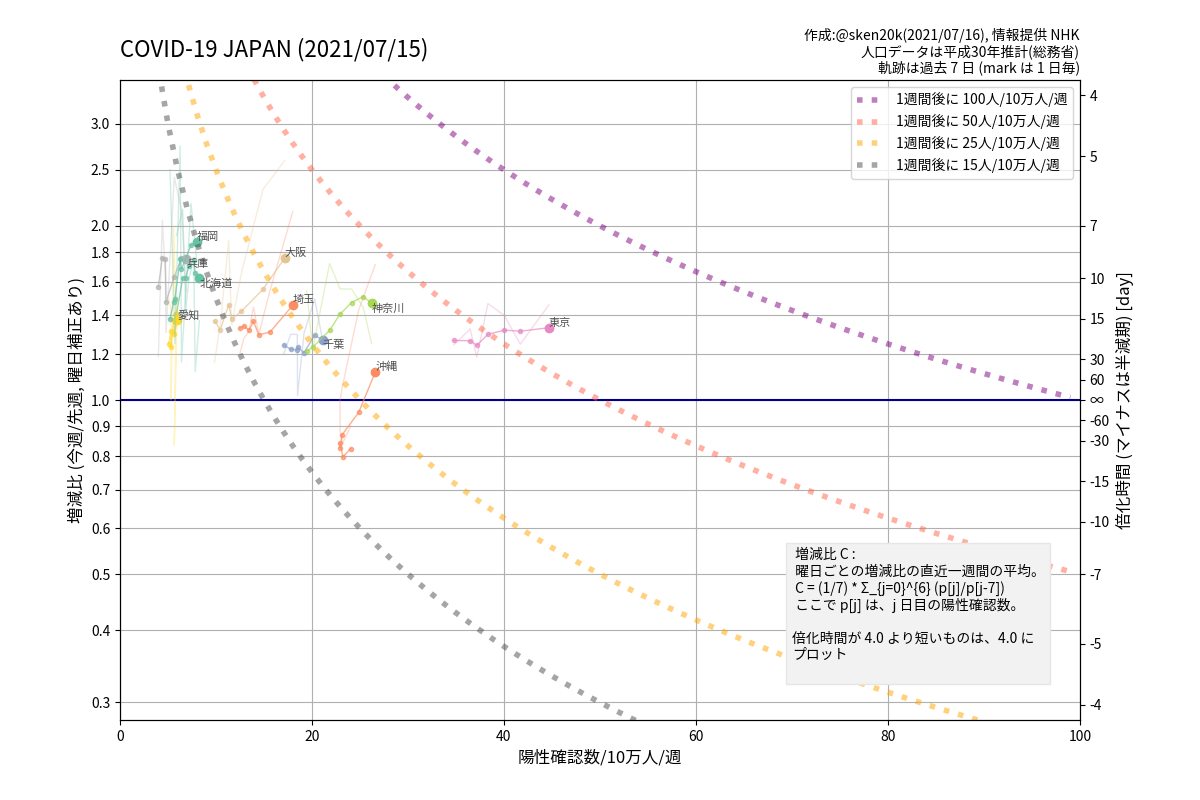 COVID-19 JAPAN (2021/07/15)
作成:@sken20k(2021/07/16), 情報提供 NHK
人口データは平成30年推計(総務省)
軌跡は過去 7 日 (mark は 1 日毎)
1週間後に 100人/10万人/週
1週間後に 50人/10万人/週
1週間後に 25人/10万人/週
1週間後に 15人/10万人/週
3.0
2.5
2.0
1.8
1.6
1.4
1.2
1.0
0.9
0.8
0.7
0.6
0.5
0.4
0.3
増減比 (今週/先週, 曜日補正あり)
福岡
兵庫
北海道
愛知
大阪
埼玉
神奈川
千葉
沖縄
東京
4
5
7
10
15
30
60
∞
-60
-30
-15
-10
-7
-5
-4
倍化時間 (マイナスは半減期) [day]
増減比 C :
曜日ごとの増減比の直近一週間の平均。
C = (1/7) * Σ_{j=0}^{6} (p[j]/p[j-7])
ここで p[j] は、j 日目の陽性確認数。
倍化時間が 4.0 より短いものは、4.0 に
プロット
0
20
40
60
80
100
陽性確認数/10万人/週